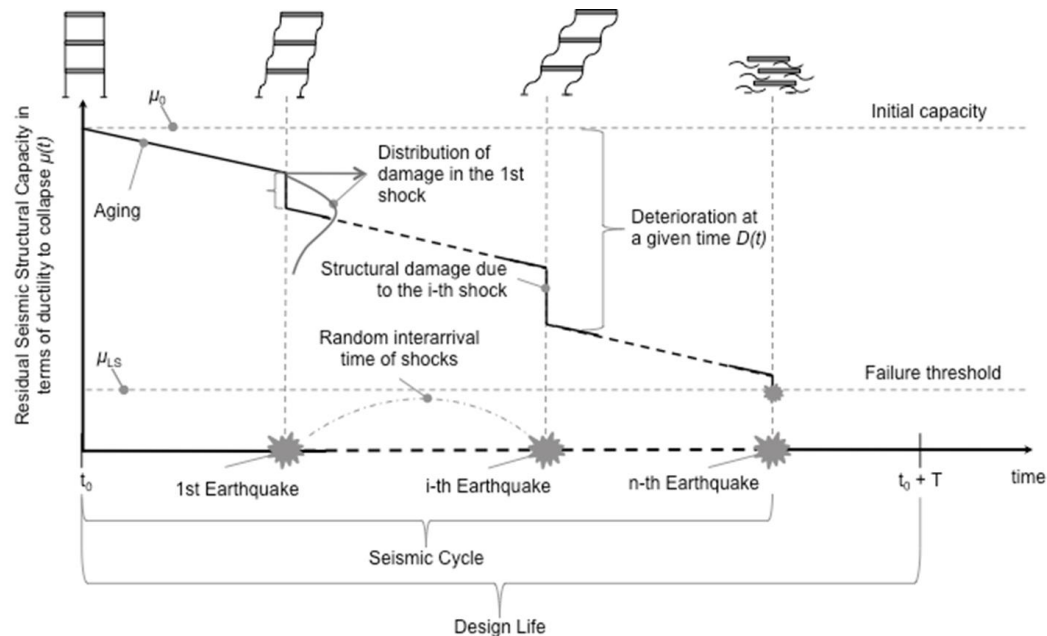 Residual Seismic Structural Capacity in
terms of ductility to collapse μ(t)
μ₀
Initial capacity
Aging
Distribution of
damage in the 1st
shock
Deterioration at
a given time D(t)
Structural damage due
to the i-th shock
Random interarrival
time of shocks
μLS
Failure threshold
t₀
1st Earthquake
i-th Earthquake
n-th Earthquake
t₀ + T
time
Seismic Cycle
Design Life